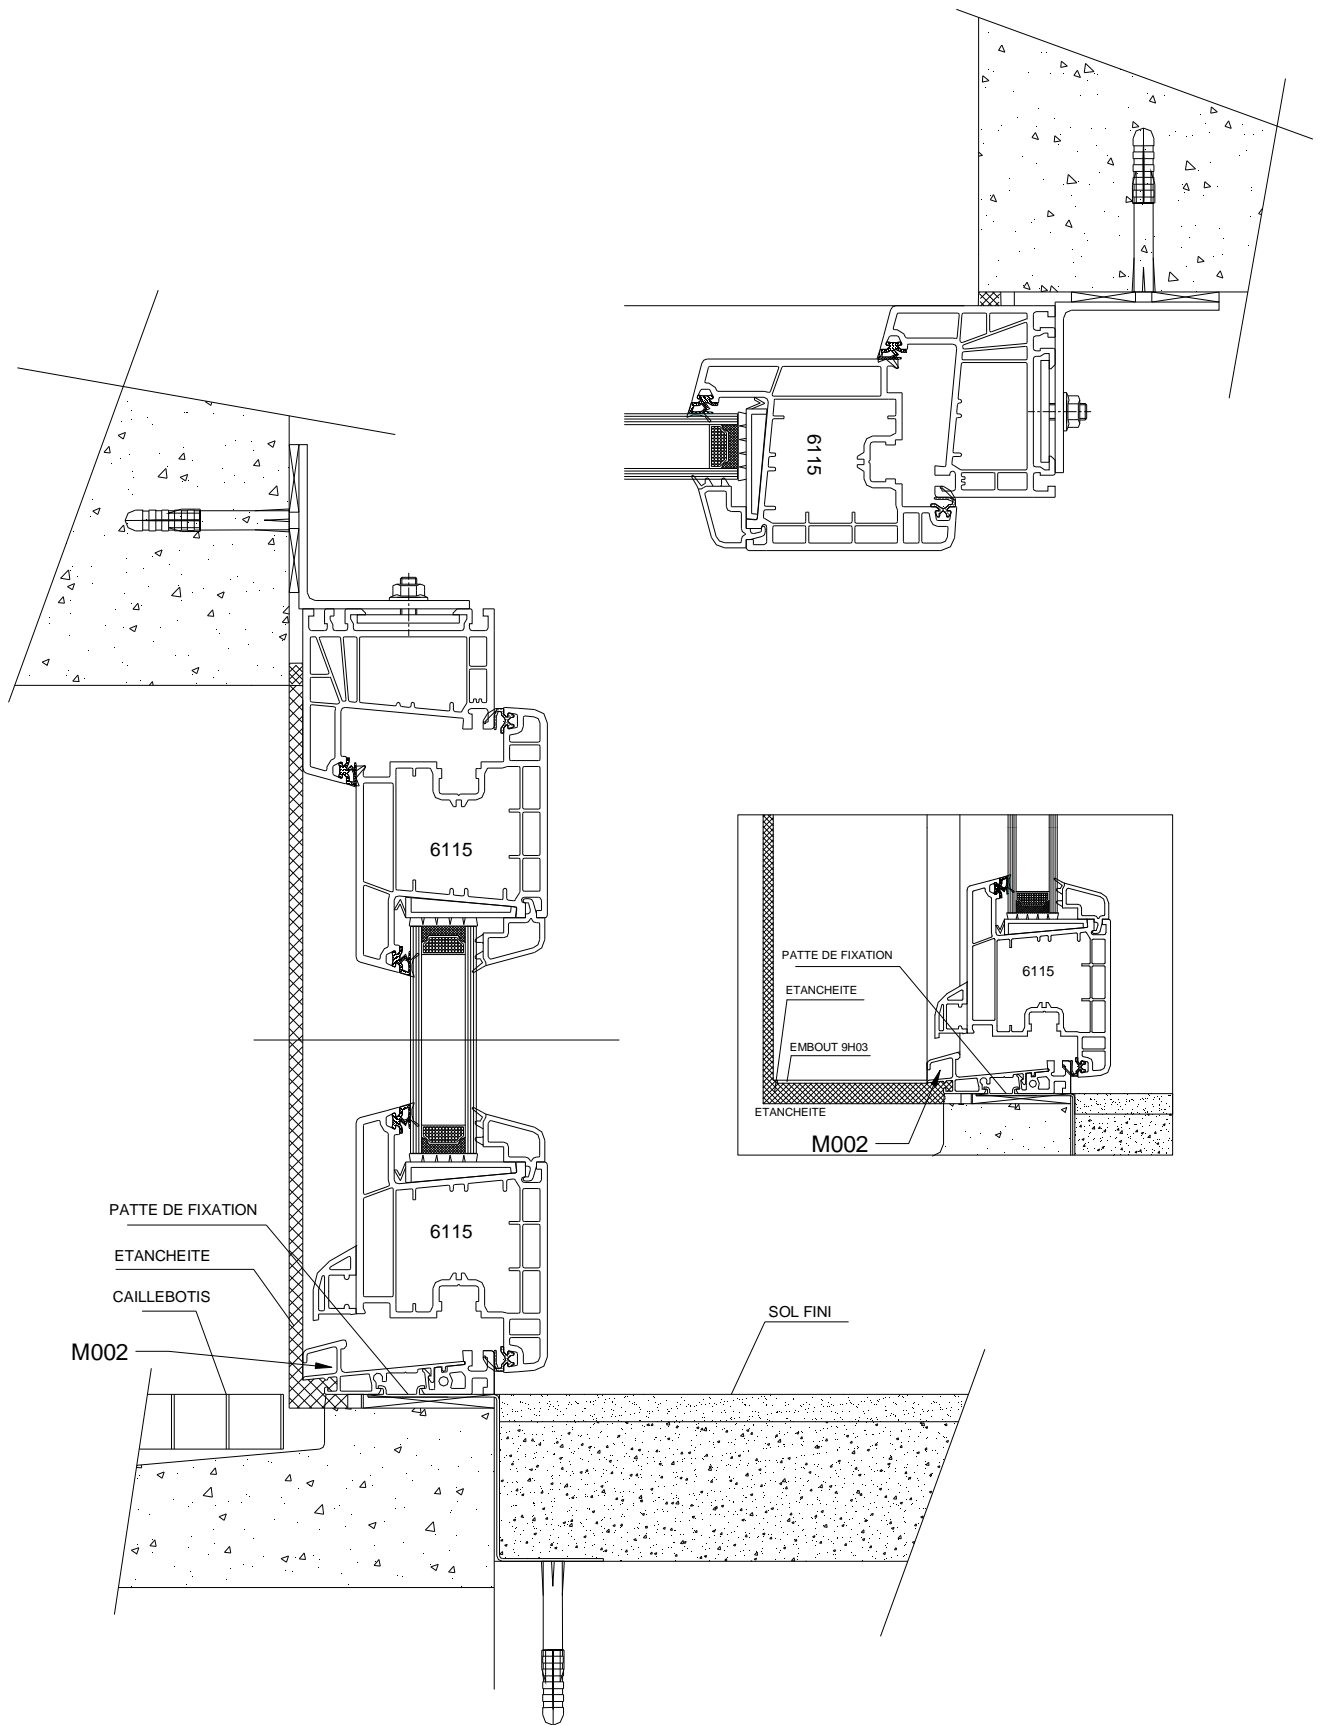 6115
6115
PATTE DE FIXATION
6115
ETANCHEITE
EMBOUT 9H03
ETANCHEITE
M002
PATTE DE FIXATION
6115
ETANCHEITE
CAILLEBOTIS
SOL FINI
M002